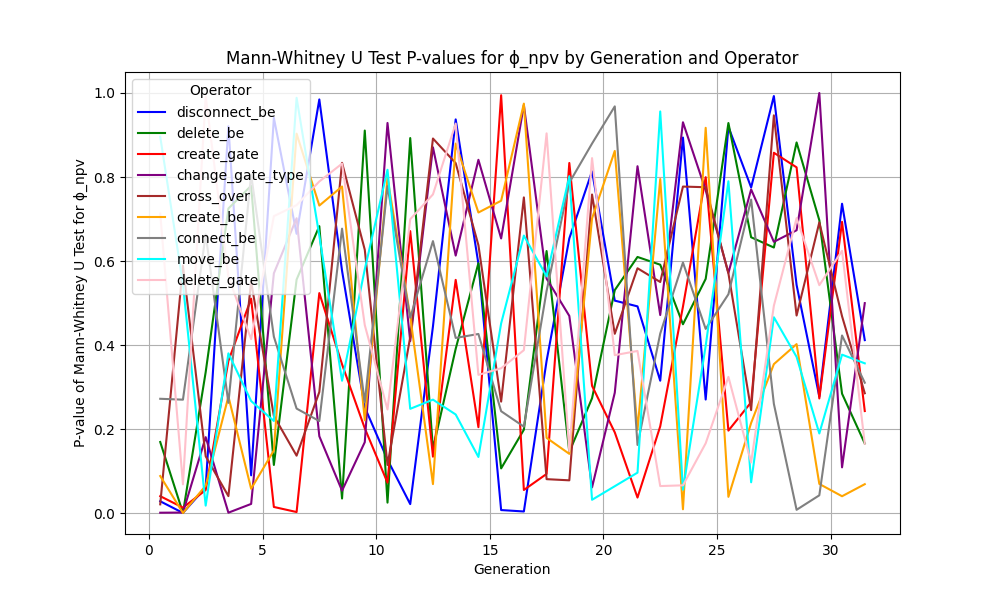 Mann-Whitney U Test P-values for ϕ_npv by Generation and Operator
P-value of Mann-Whitney U Test for ϕ_npv
1.0
0.8
0.6
0.4
0.2
0.0
Operator
disconnect_be
delete_be
create_gate
change_gate_type
cross_over
create_be
connect_be
move_be
delete_gate
0 5 10 15 20 25 30
Generation